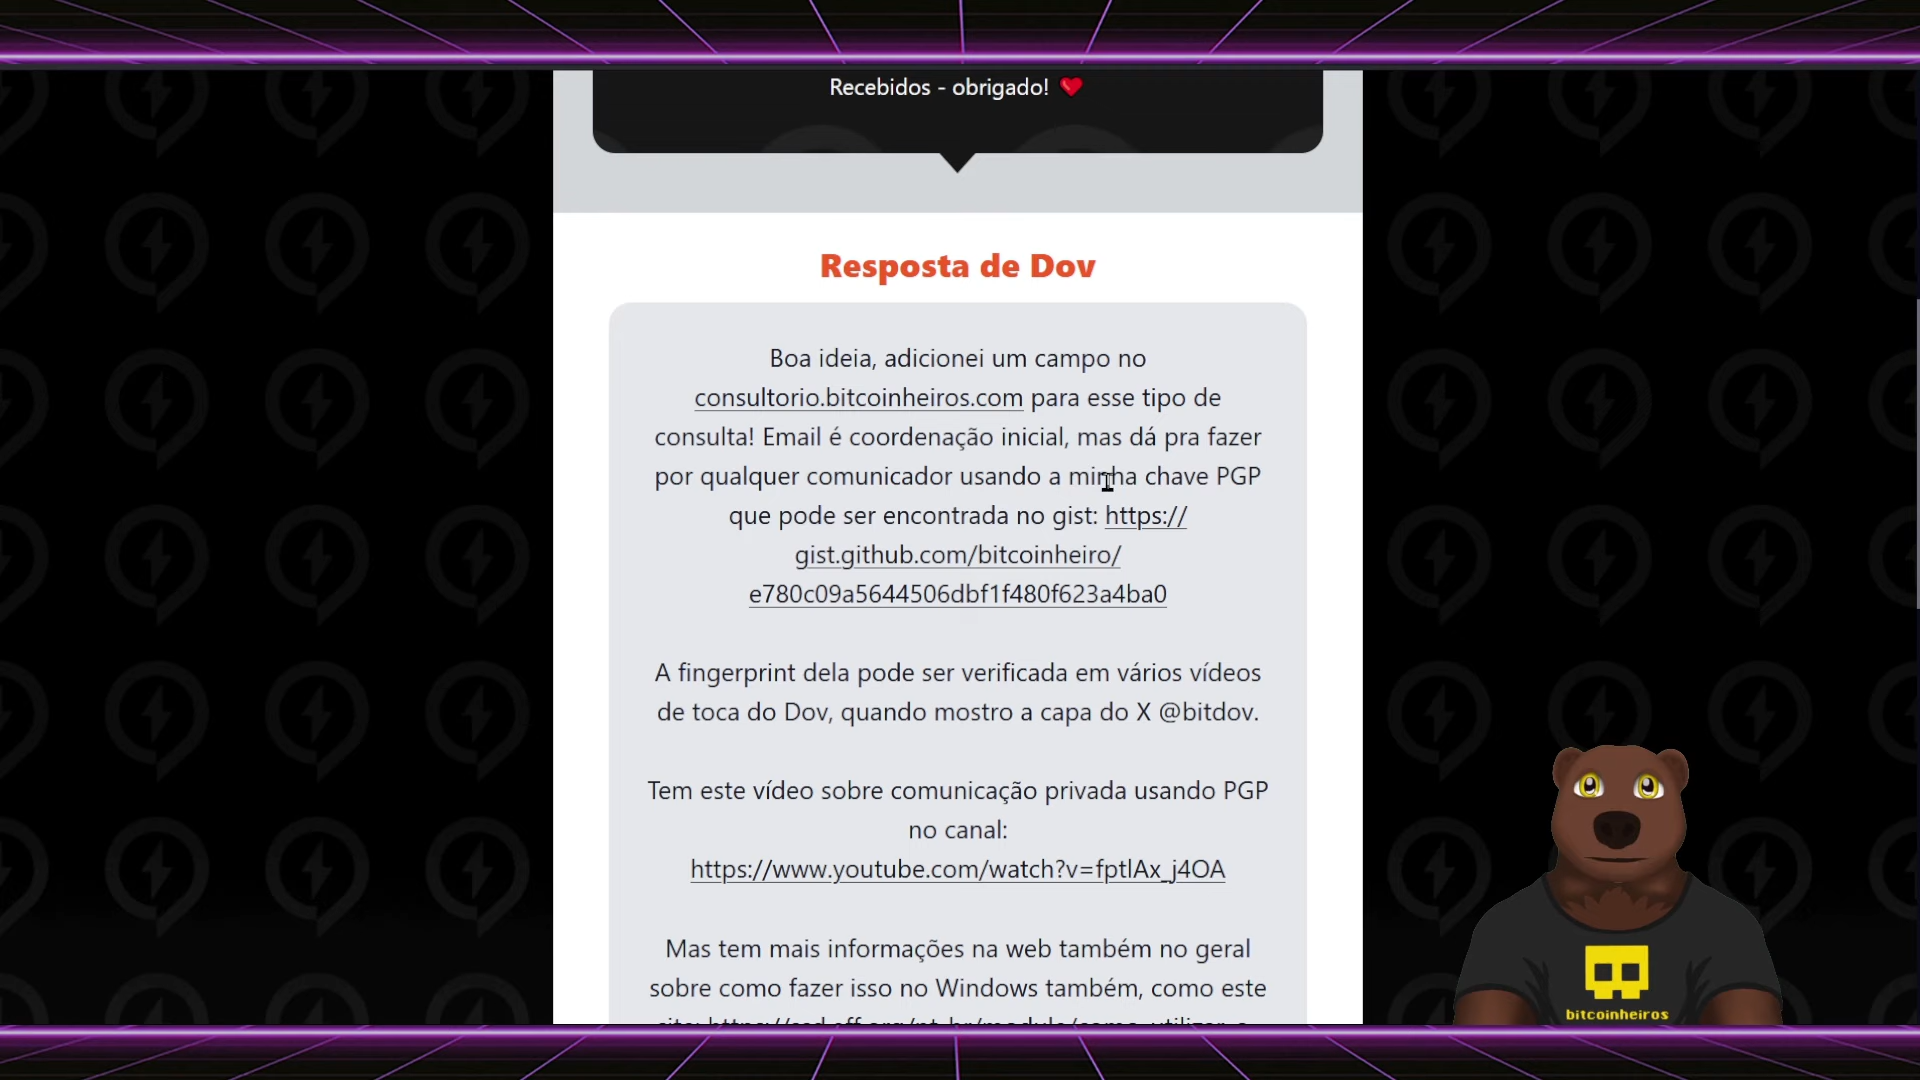 Recebidos - obrigado!
Resposta de Dov
Boa ideia, adicionei um campo no
consultorio.bitcoinheiros.com para esse tipo de
consulta! Email é coordenação inicial, mas dá pra fazer
por qualquer comunicador usando a minha chave PGP
que pode ser encontrada no gist: https://
gist.github.com/bitcoinheiro/
e780c09a5644506dbf1f480f623a4ba0
A fingerprint dela pode ser verificada em vários vídeos
de toca do Dov, quando mostro a capa do X @bitdov.
Tem este vídeo sobre comunicação privada usando PGP
no canal:
https://www.youtube.com/watch?v=fptlAx_j4OA
Mas tem mais informações na web também no geral
sobre como fazer isso no Windows também, como este
bitcoinheiros